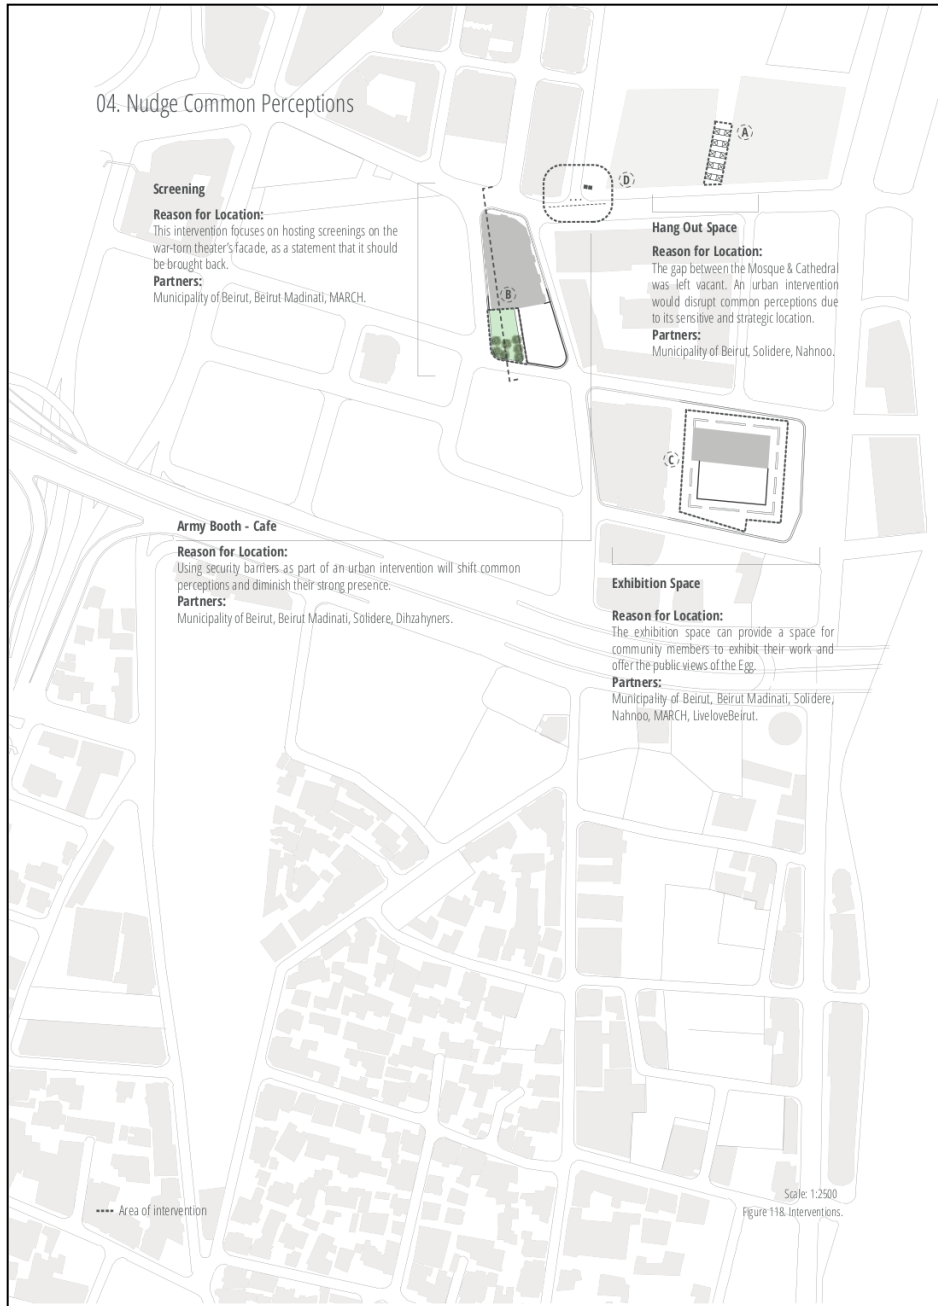 04. Nudge Common Perceptions
A
D
Screening
Reason for Location:
This intervention focuses on hosting screenings on the
war-torn theater's facade, as a statement that it should
be brought back.
Partners:
Municipality of Beirut, Beirut Madinati, MARCH.
Hang Out Space
Reason for Location:
The gap between the Mosque & Cathedral
was left vacant. An urban intervention
would disrupt common perceptions due
to its sensitive and strategic location.
Partners:
Municipality of Beirut, Solidere, Nahnoo.
B
C
Army Booth - Cafe
Reason for Location:
Using security barriers as part of an urban intervention will shift common
perceptions and diminish their strong presence.
Partners:
Municipality of Beirut, Beirut Madinati, Solidere, Dihzahyners.
Exhibition Space
Reason for Location:
The exhibition space can provide a space for
community members to exhibit their work and
offer the public views of the Egg.
Partners:
Municipality of Beirut, Beirut Madinati, Solidere,
Nahnoo, MARCH, LiveloveBeirut.
Area of intervention
Scale: 1:2500
Figure 118. Interventions.